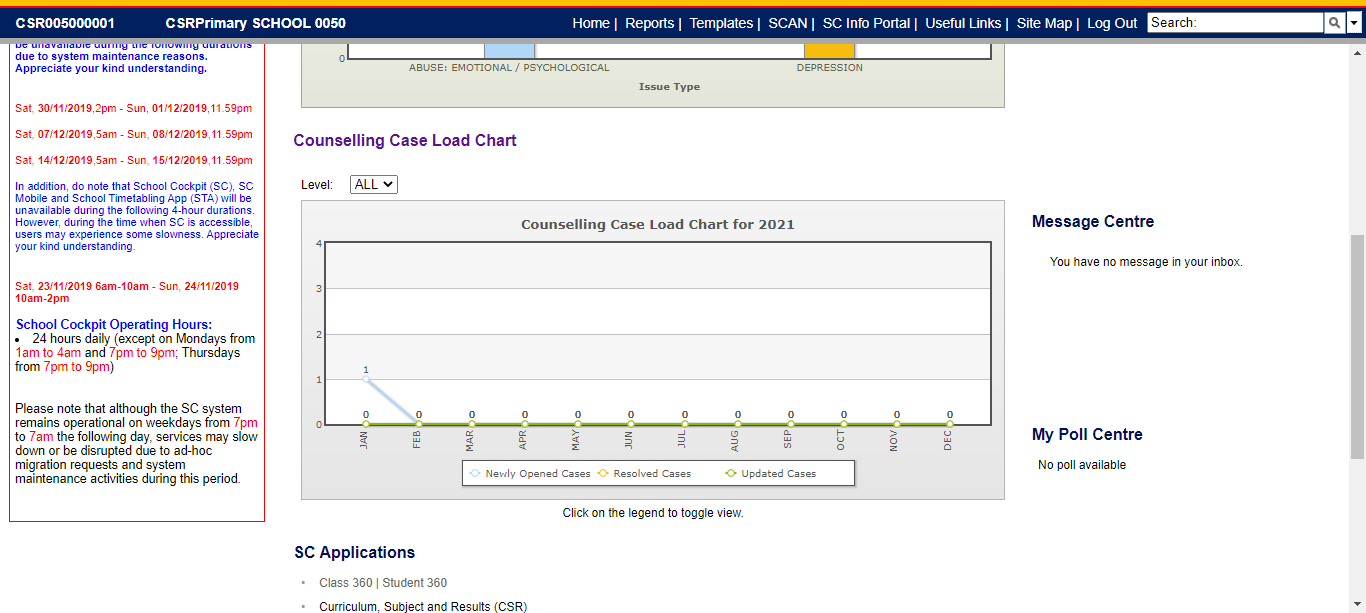 CSR005000001 CSRPrimary SCHOOL 0050 Home | Reports | Templates | SCAN | SC Info Portal | Useful Links | Site Map | Log Out Search:
be unavailable during the following durations
due to system maintenance reasons.
Appreciate your kind understanding.
Sat, 30/11/2019,2pm - Sun, 01/12/2019,11.59pm
Sat, 07/12/2019,5am - Sun, 08/12/2019,11.59pm
Sat, 14/12/2019,5am - Sun, 15/12/2019,11.59pm
In addition, do note that School Cockpit (SC), SC
Mobile and School Timetabling App (STA) will be
unavailable during the following 4-hour durations.
However, during the time when SC is accessible,
users may experience some slowness. Appreciate
your kind understanding.
Sat, 23/11/2019 6am-10am - Sun, 24/11/2019
10am-2pm
School Cockpit Operating Hours:
• 24 hours daily (except on Mondays from
1am to 4am and 7pm to 9pm; Thursdays
from 7pm to 9pm)
Please note that although the SC system
remains operational on weekdays from 7pm
to 7am the following day, services may slow
down or be disrupted due to ad-hoc
migration requests and system
maintenance activities during this period.
0
ABUSE: EMOTIONAL / PSYCHOLOGICAL DEPRESSION
Issue Type
Counselling Case Load Chart
Level: ALL
Counselling Case Load Chart for 2021
4
3
2
1
1
0 0 0 0 0 0 0 0 0 0 0 0
0
JAN FEB MAR APR MAY JUN JUL AUG SEP OCT NOV DEC
Newly Opened Cases Resolved Cases Updated Cases
Click on the legend to toggle view.
SC Applications
• Class 360 | Student 360
• Curriculum, Subject and Results (CSR)
Message Centre
You have no message in your inbox.
My Poll Centre
No poll available